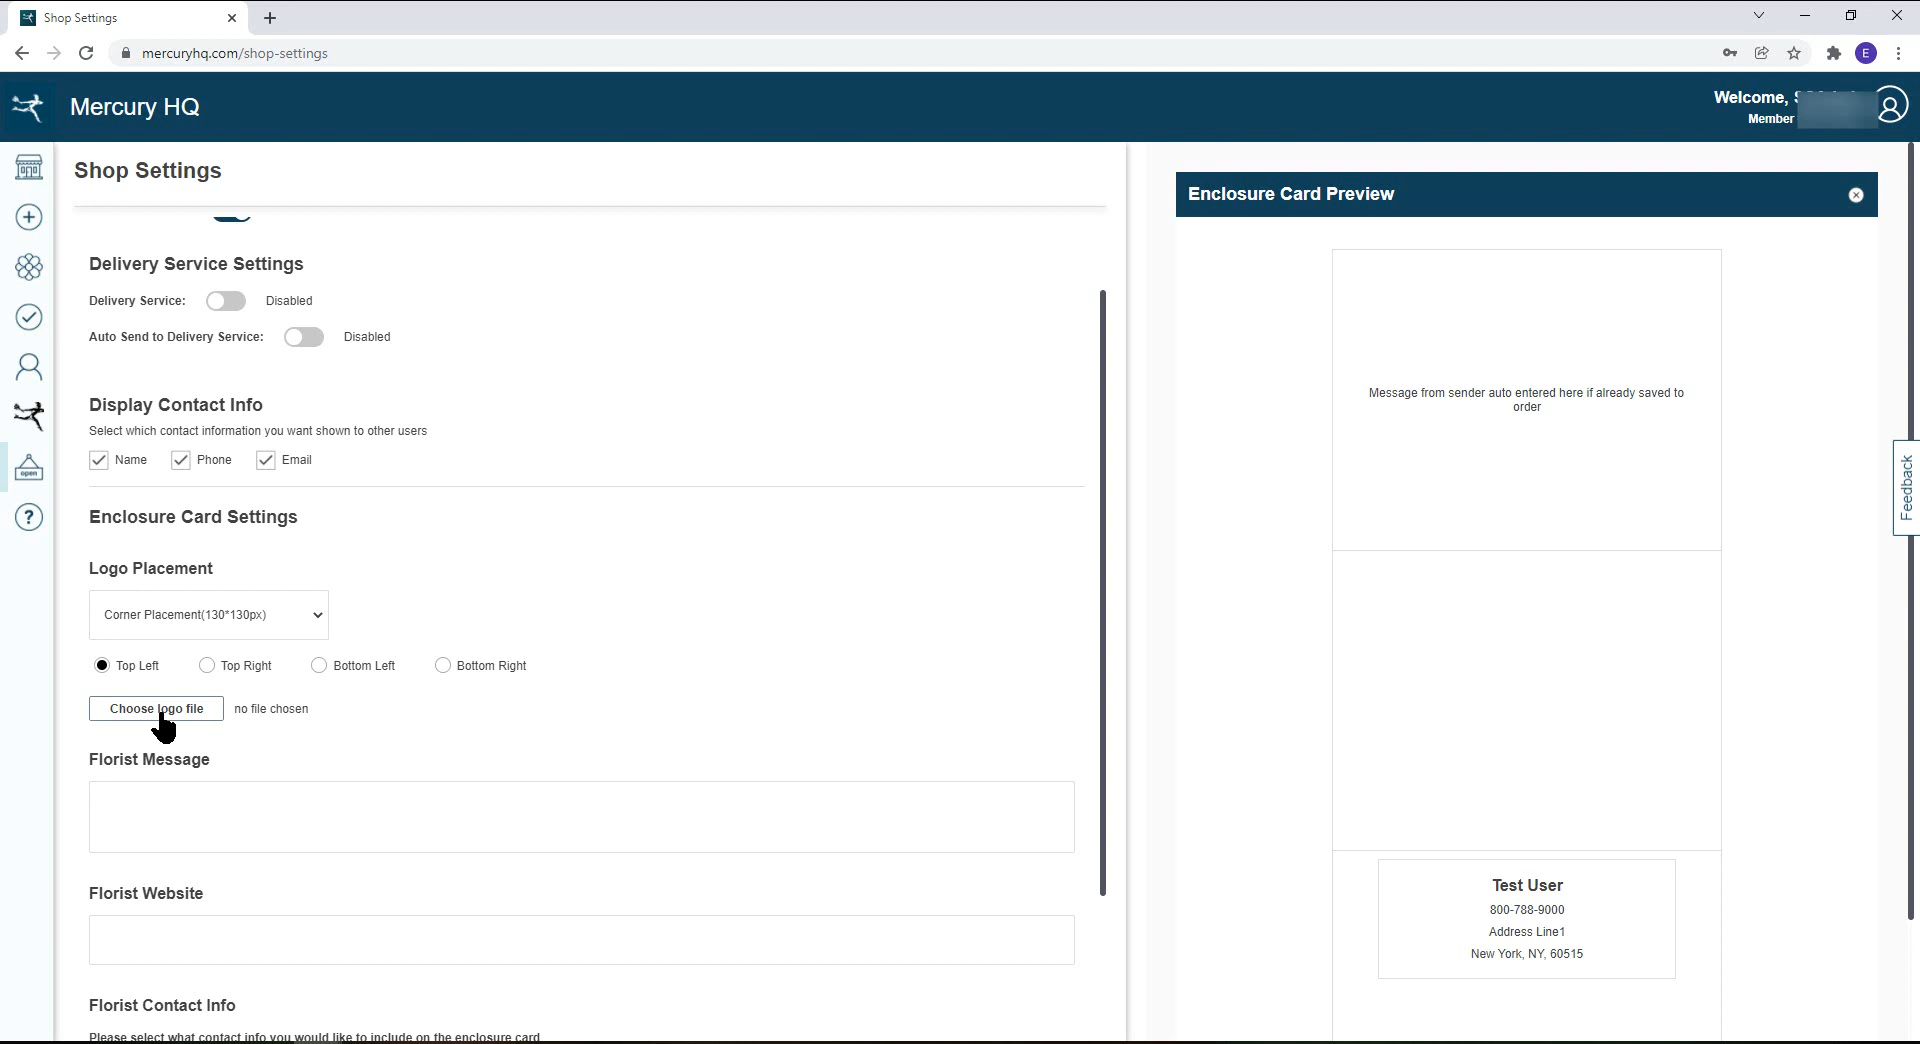 Shop Settings
mercuryhq.com/shop-settings
E
Mercury HQ
Welcome,
Member
Shop Settings
Delivery Service Settings
Delivery Service: Disabled
Auto Send to Delivery Service: Disabled
Display Contact Info
Select which contact information you want shown to other users
Name Phone Email
open
?
Enclosure Card Settings
Logo Placement
Corner Placement(130*130px)
Top Left Top Right Bottom Left Bottom Right
Choose logo file no file chosen
Florist Message
Florist Website
Florist Contact Info
Please select what contact info you would like to include on the enclosure card
Enclosure Card Preview
Message from sender auto entered here if already saved to
order
Test User
800-788-9000
Address Line1
New York, NY, 60515
Feedback